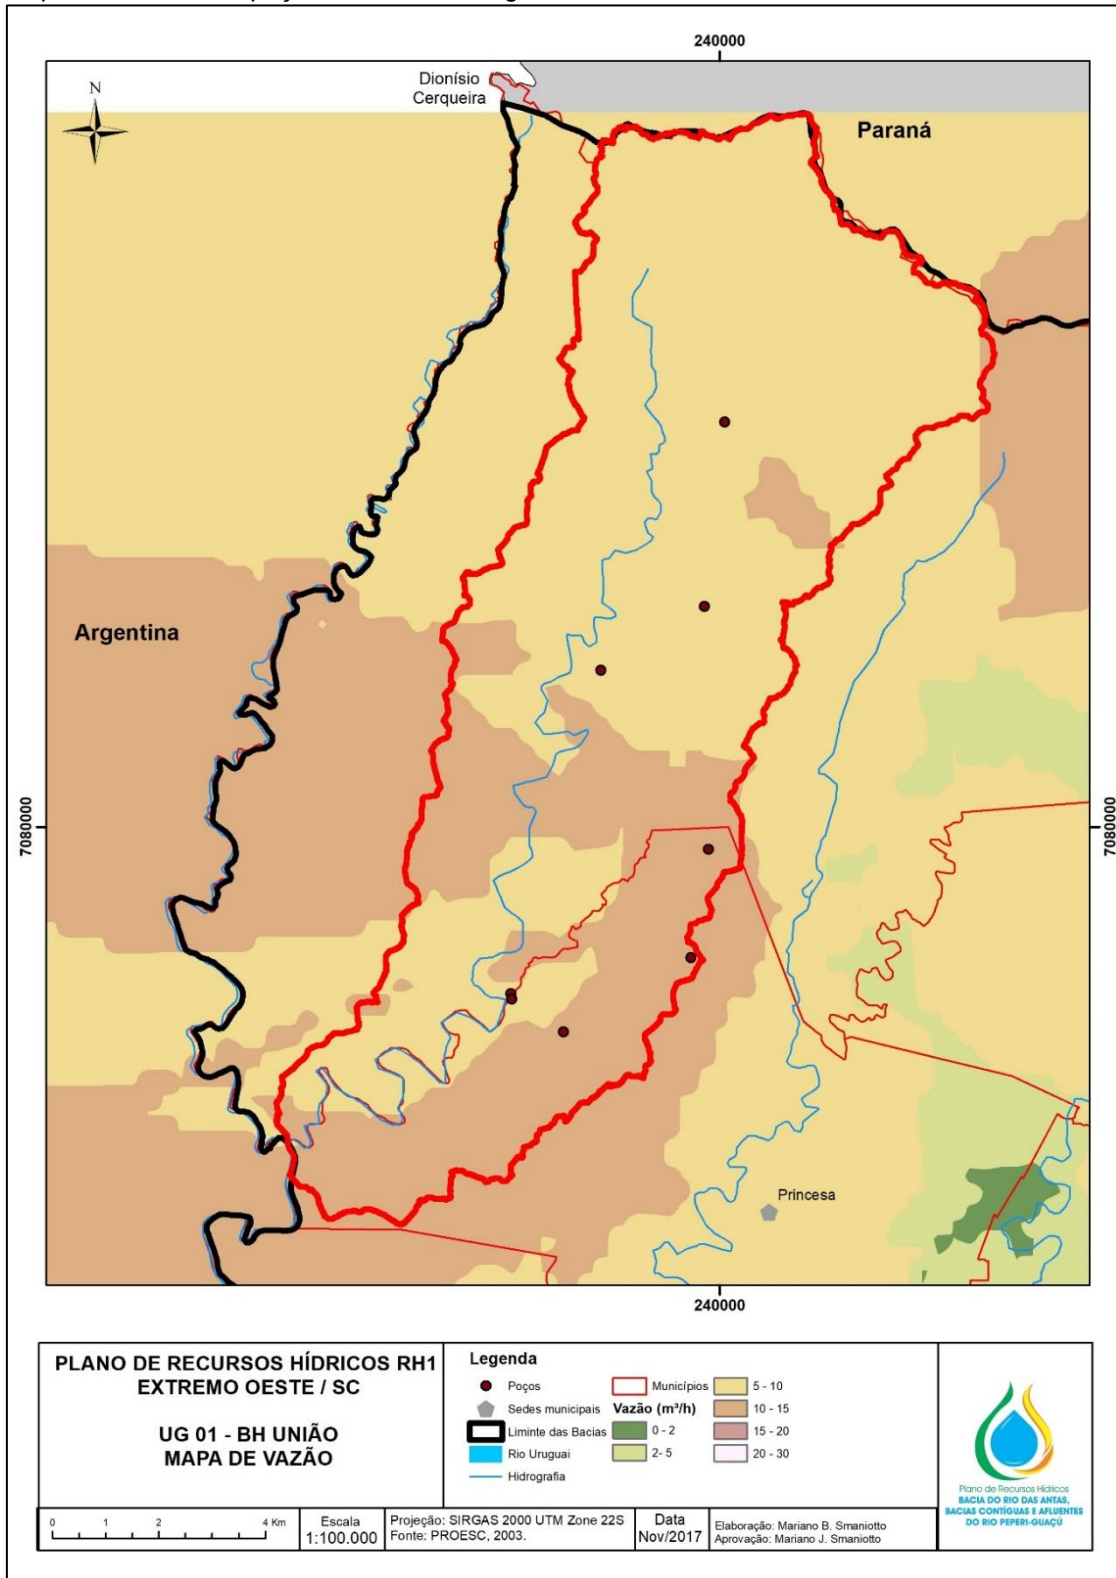 240000
Dionísio
Cerqueira
N
Paraná
Argentina
7080000
7080000
Princesa
240000
PLANO DE RECURSOS HÍDRICOS RH1
EXTREMO OESTE / SC
UG 01 - BH UNIÃO
MAPA DE VAZÃO
Legenda
Poços
Sedes municipais
Liminte das Bacias
Rio Uruguai
Hidrografia
Municípios
Vazão (m³/h)
0 - 2
2- 5
5 - 10
10 - 15
15 - 20
20 - 30
Plano de Recursos Hídricos
BACIA DO RIO DAS ANTAS,
BACIAS CONTÍGUAS E AFLUENTES
DO RIO PEPERI-GUAÇÚ
0 1 2 4 Km
Escala
1:100.000
Projeção: SIRGAS 2000 UTM Zone 22S
Fonte: PROESC, 2003.
Data
Nov/2017
Elaboração: Mariano B. Smaniotto
Aprovação: Mariano J. Smaniotto